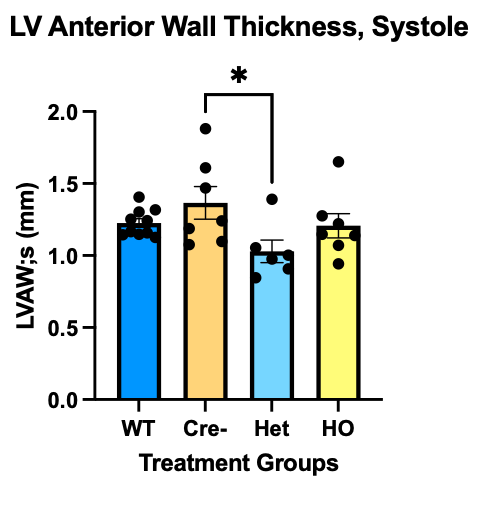 LV Anterior Wall Thickness, Systole
*
2.0
1.5
1.0
0.5
0.0
LVAW;s (mm)
WT Cre- Het HO
Treatment Groups